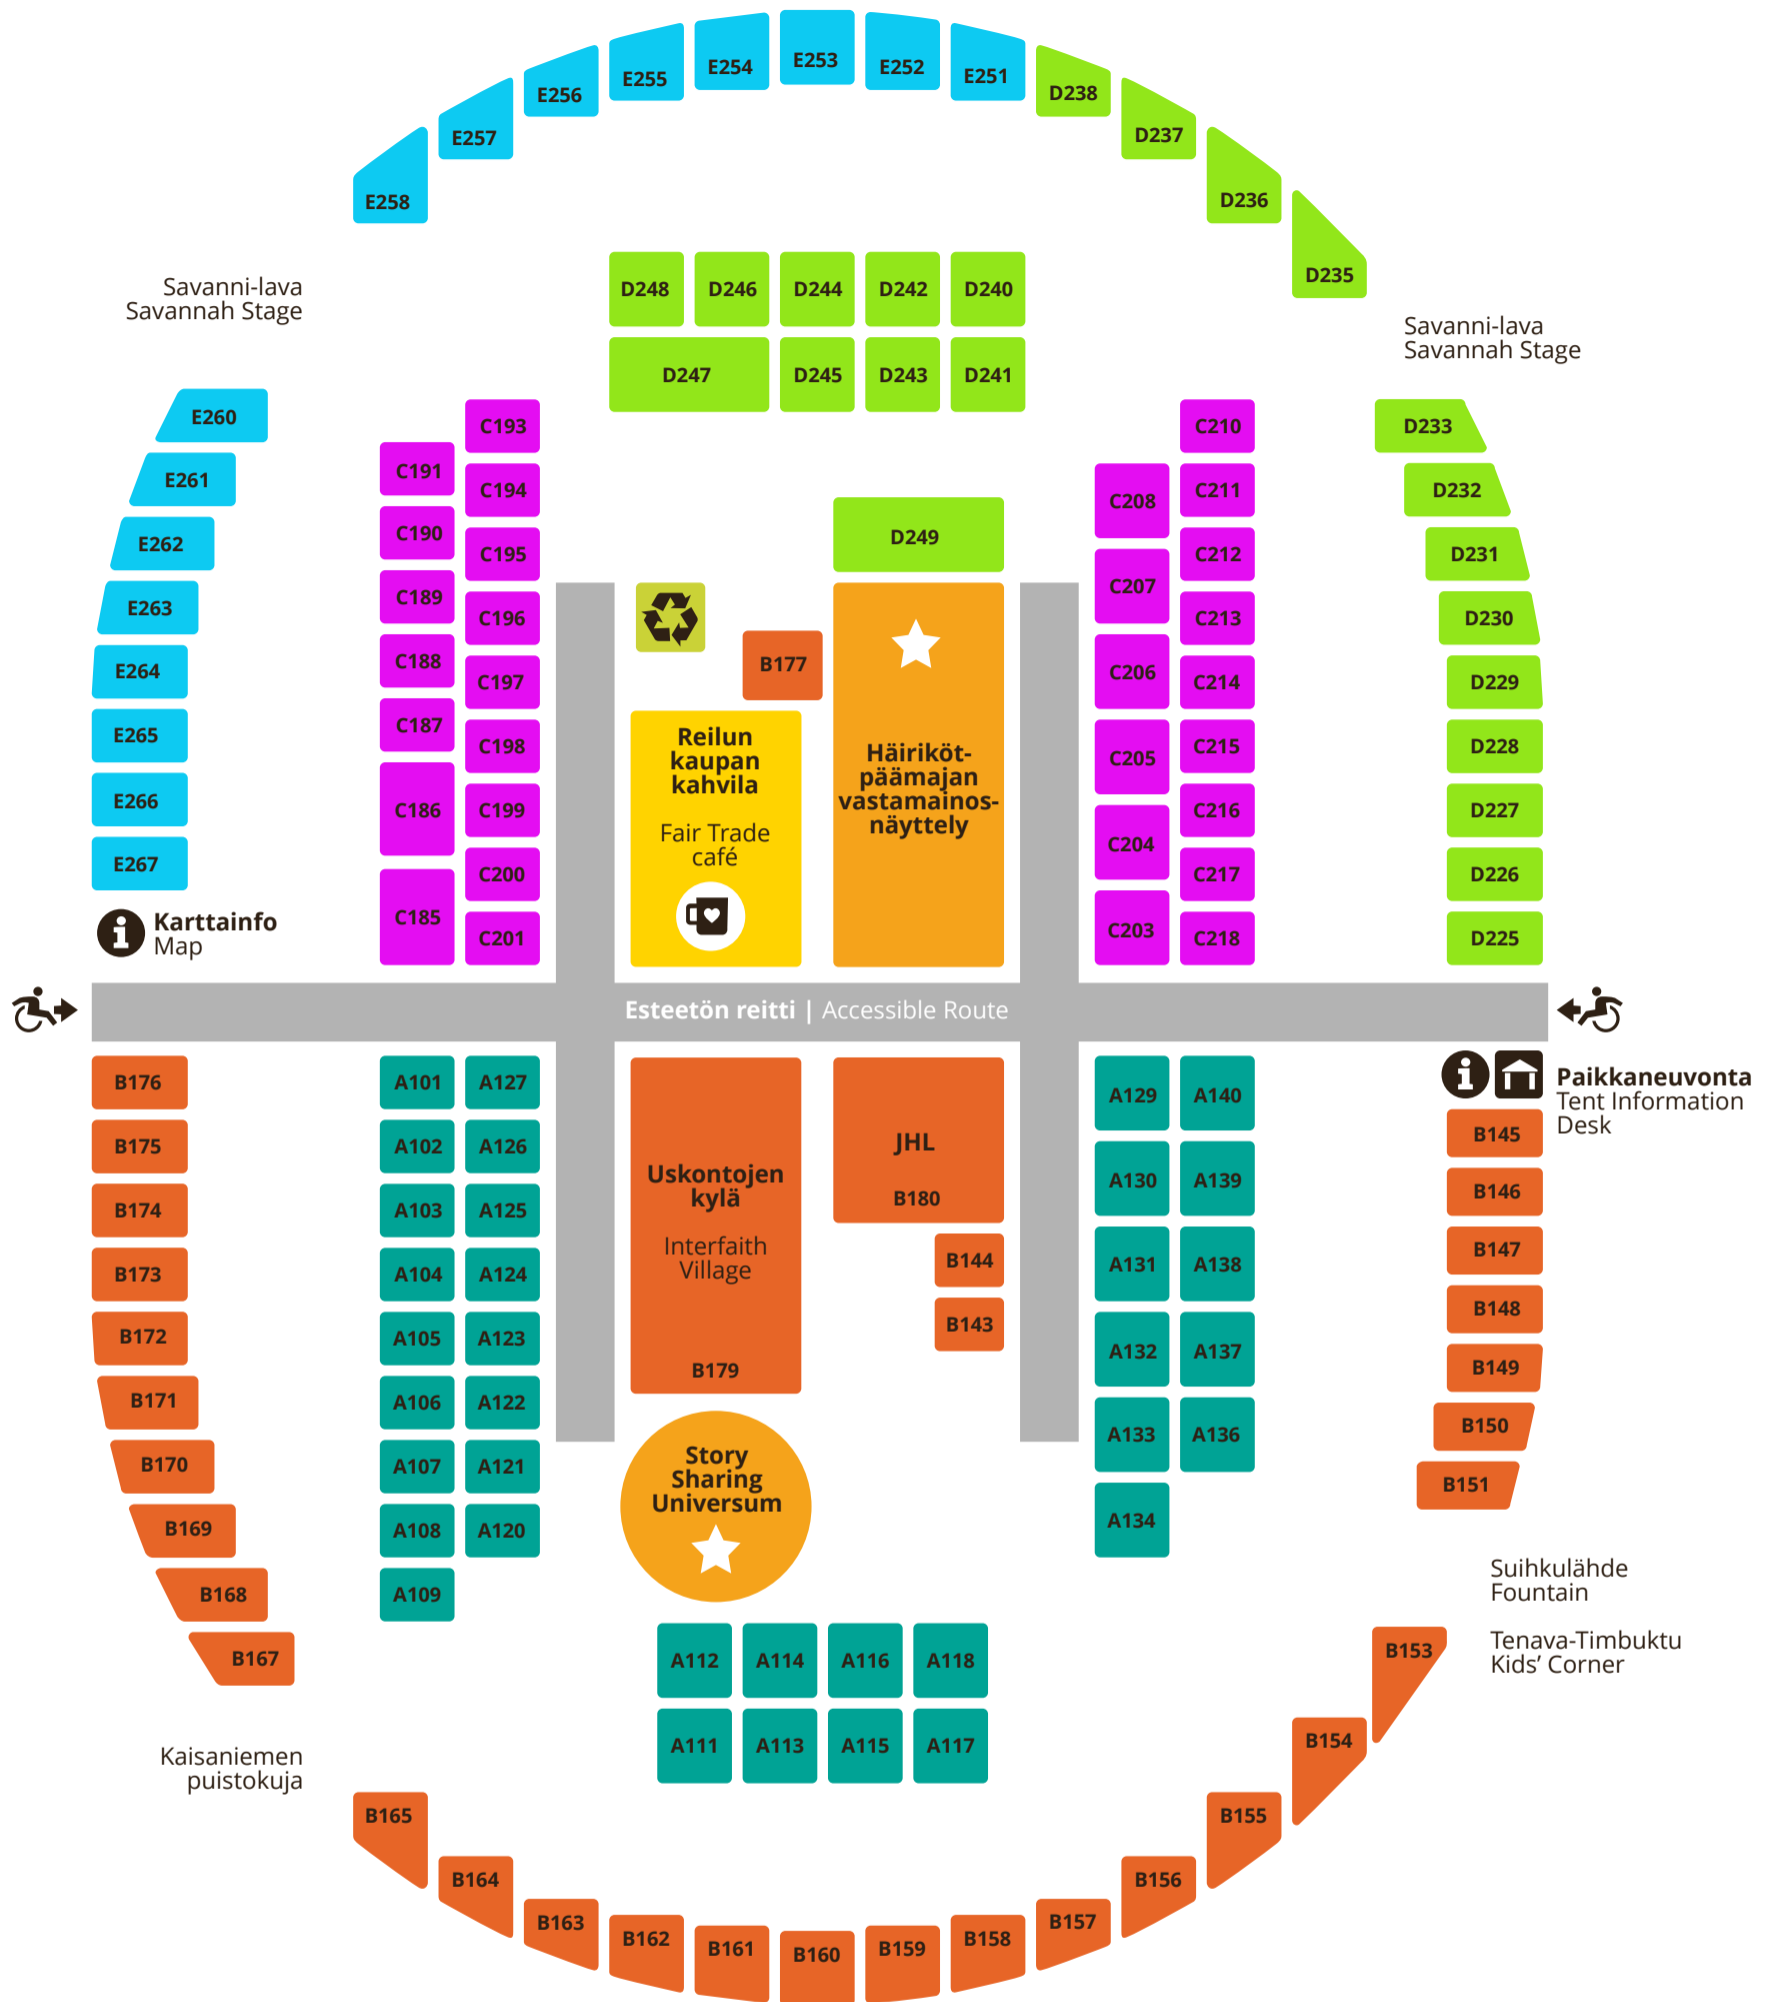 E253
E254
E252
E255
E251
E256
D238
E257
D237
E258
D236
D235
Savanni-lava
Savannah Stage
D248
D246
D244
D242
D240
Savanni-lava
Savannah Stage
D247
D245
D243
D241
E260
E261
E262
E263
E264
E265
E266
E267
C191
C190
C189
C188
C187
C186
C185
C193
C194
C195
C196
C197
C198
C199
C200
C201
D249
B177
Reilun
kaupan
kahvila
Fair Trade
café
Häiriköt-
päämajan
vastamainos-
näyttely
C208
C207
C206
C205
C204
C203
C210
C211
C212
C213
C214
C215
C216
C217
C218
D233
D232
D231
D230
D229
D228
D227
D226
D225
Karttainfo
Map
Esteetön reitti | Accessible Route
B176
B175
B174
B173
B172
B171
B170
B169
B168
B167
A101
A102
A103
A104
A105
A106
A107
A108
A109
A127
A126
A125
A124
A123
A122
A121
A120
Uskontojen
kylä
Interfaith
Village
B179
JHL
B180
B144
B143
Story
Sharing
Universum
A129
A130
A131
A132
A133
A134
A140
A139
A138
A137
A136
Paikkaneuvonta
Tent Information
Desk
B145
B146
B147
B148
B149
B150
B151
Suihkulähde
Fountain
Tenava-Timbuktu
Kids’ Corner
A112
A114
A116
A118
A111
A113
A115
A117
Kaisaniemen
puistokuja
B153
B154
B155
B156
B157
B158
B159
B160
B161
B162
B163
B164
B165